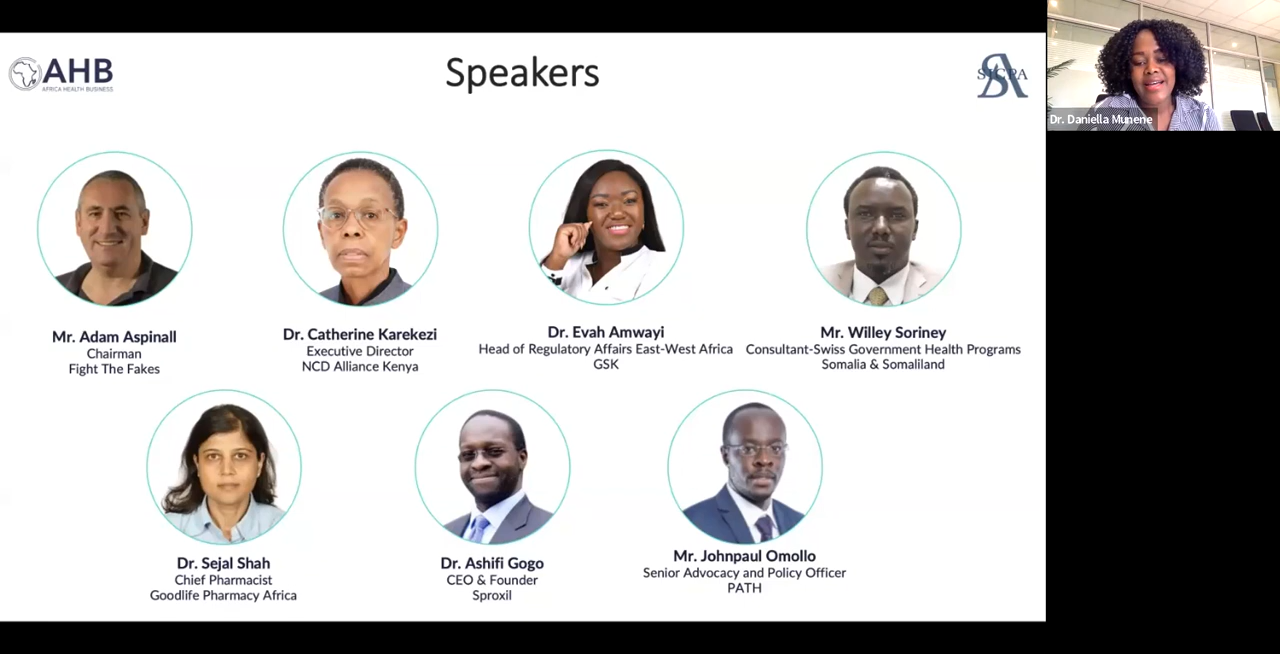 AHB
AFRICA HEALTH BUSINESS
Speakers
SICPA
Dr. Daniella Munene
Mr. Adam Aspinall
Chairman
Fight The Fakes
Dr. Catherine Karekezi
Executive Director
NCD Alliance Kenya
Dr. Evah Amwayi
Head of Regulatory Affairs East-West Africa
GSK
Mr. Willey Soriney
Consultant-Swiss Government Health Programs
Somalia & Somaliland
Dr. Sejal Shah
Chief Pharmacist
Goodlife Pharmacy Africa
Dr. Ashifi Gogo
CEO & Founder
Sproxil
Mr. Johnpaul Omollo
Senior Advocacy and Policy Officer
PATH